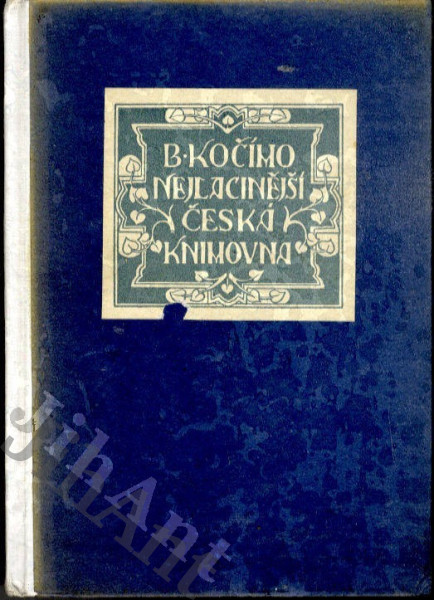 B·KOČÍHO
NEJLACINĚJŠÍ
ČESKÁ
KNIHOVNA
JihAnt